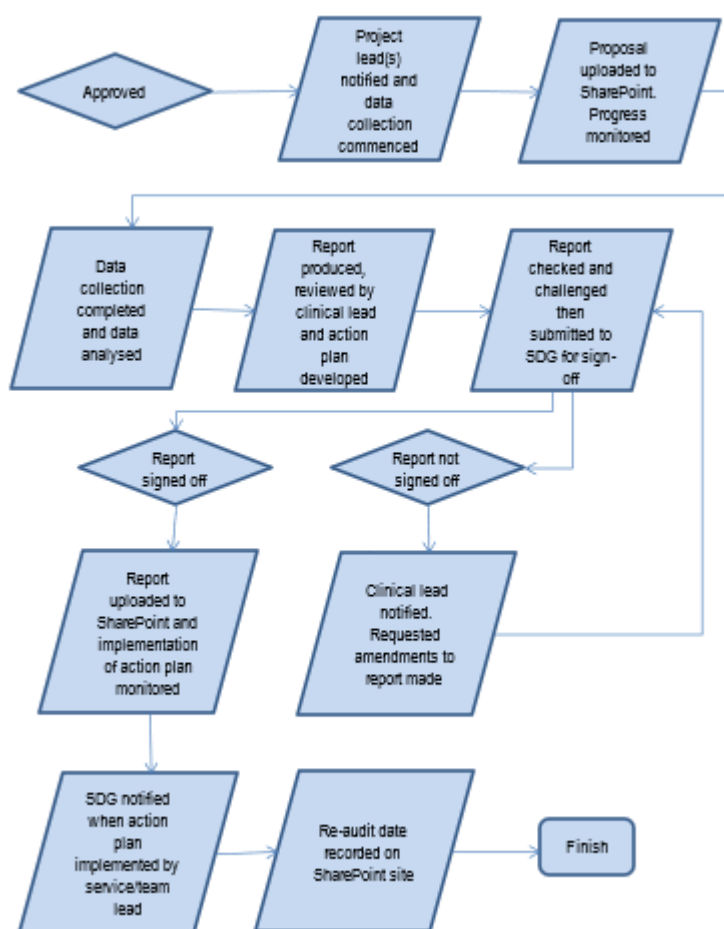 Approved
Project
lead(s)
notified and
data
collection
commenced
Proposal
uploaded to
SharePoint.
Progress
monitored
Data
collection
completed
and data
analysed
Report
produced,
reviewed by
clinical lead
and action
plan
developed
Report
checked and
challenged
then
submitted to
SDG for sign-
off
Report
signed off
Report not
signed off
Report
uploaded to
SharePoint and
implementation
of action plan
monitored
Clinical lead
notified.
Requested
amendments to
report made
SDG notified
when action
plan
implemented by
service/team
lead
Re-audit date
recorded on
SharePoint site
Finish